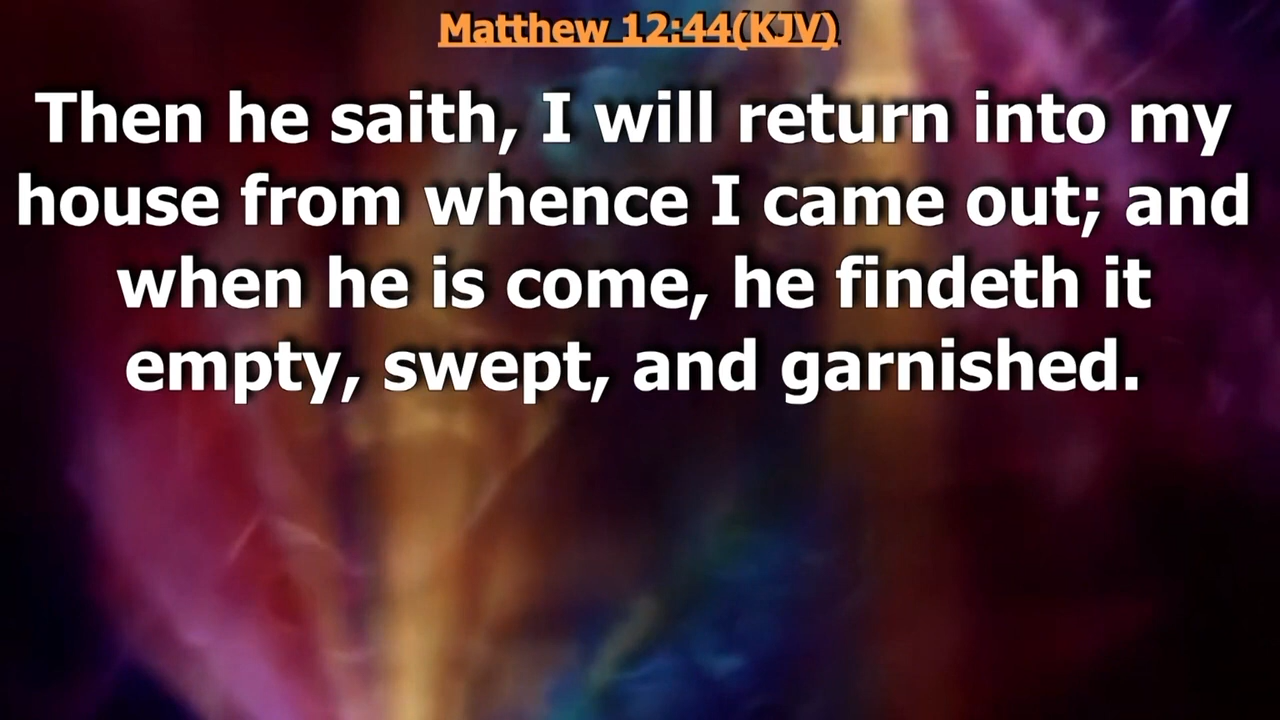 Matthew 12:44(KJV)
Then he saith, I will return into my
house from whence I came out; and
when he is come, he findeth it
empty, swept, and garnished.